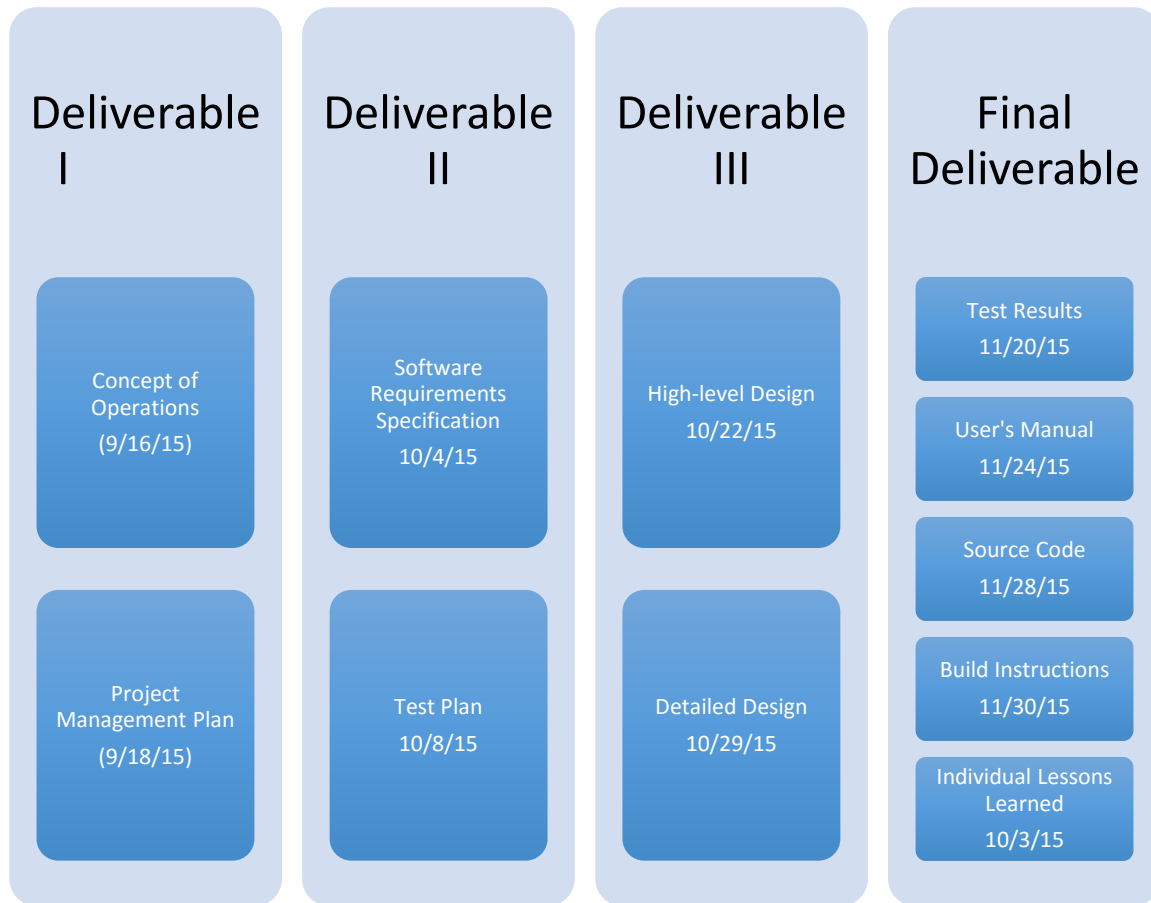 Deliverable
I
Concept of
Operations
(9/16/15)
Project
Management Plan
(9/18/15)
Deliverable
II
Software
Requirements
Specification
10/4/15
Test Plan
10/8/15
Deliverable
III
High-level Design
10/22/15
Detailed Design
10/29/15
Final
Deliverable
Test Results
11/20/15
User's Manual
11/24/15
Source Code
11/28/15
Build Instructions
11/30/15
Individual Lessons
Learned
10/3/15